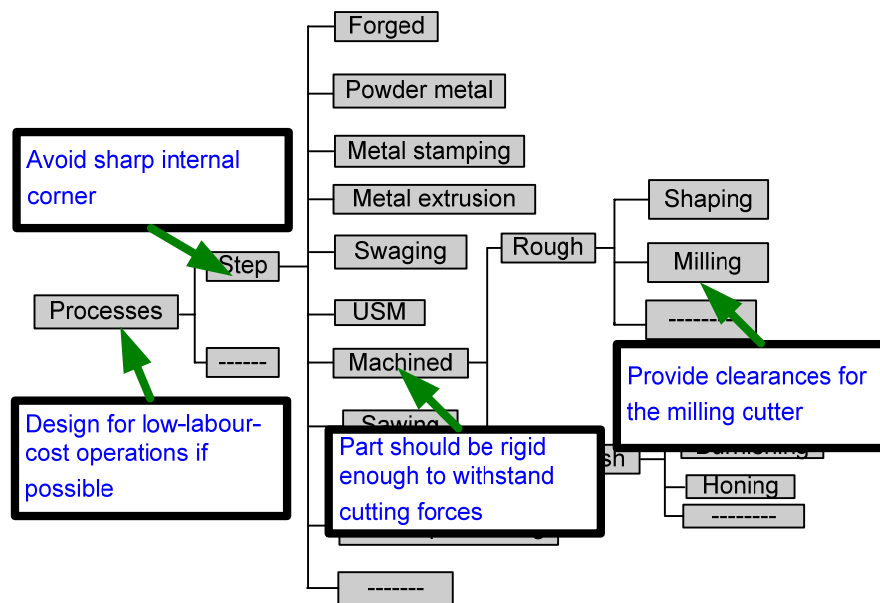 Forged
Powder metal
Metal stamping
Metal extrusion
Swaging
USM
Machined
Sawing
-------
Avoid sharp internal
corner
Step
Processes
------
Design for low-labour-
cost operations if
possible
Rough
Shaping
Milling
---------
Provide clearances for
the milling cutter
Part should be rigid
enough to withstand
cutting forces
Honing
---------